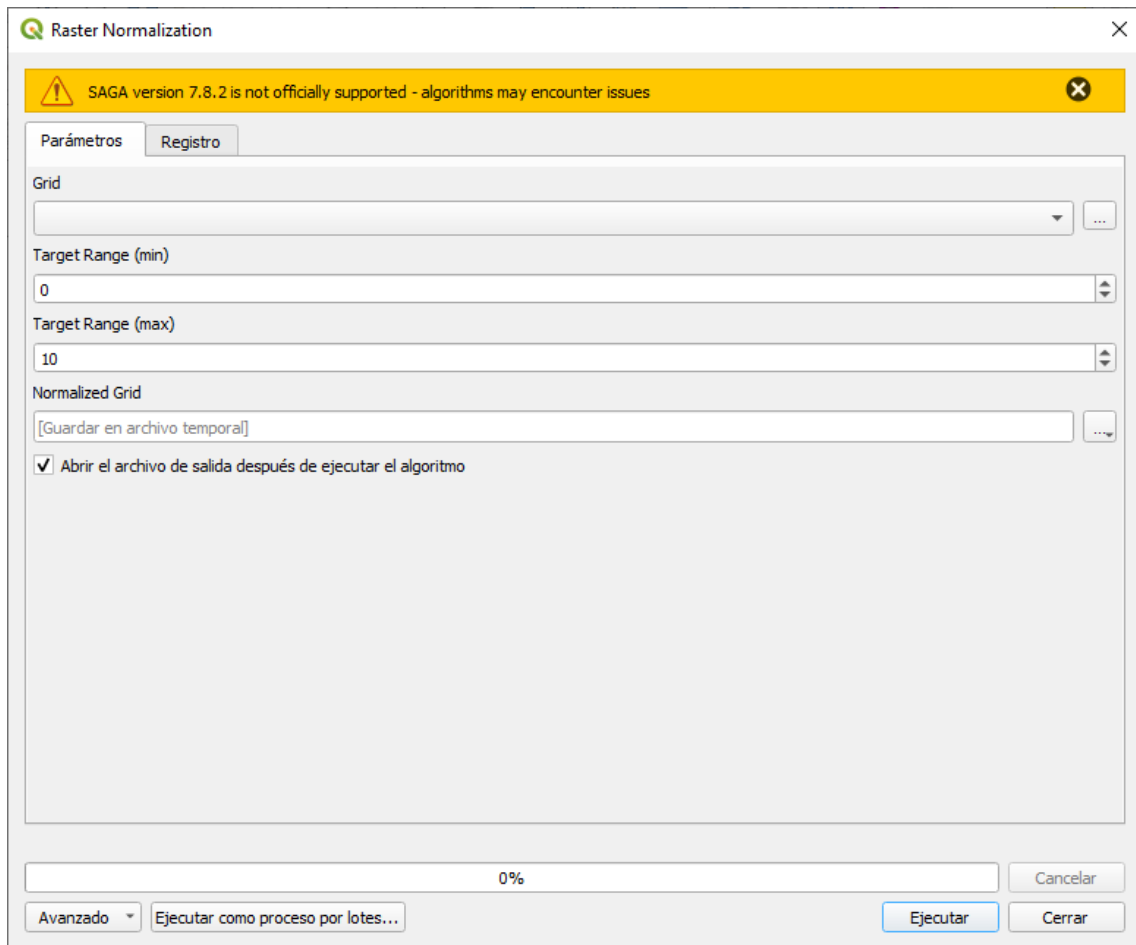 Raster Normalization
SAGA version 7.8.2 is not officially supported - algorithms may encounter issues
Parámetros
Registro
Grid
...
Target Range (min)
0
Target Range (max)
10
Normalized Grid
[Guardar en archivo temporal]
...
Abrir el archivo de salida después de ejecutar el algoritmo
0%
Cancelar
Avanzado
Ejecutar como proceso por lotes...
Ejecutar
Cerrar